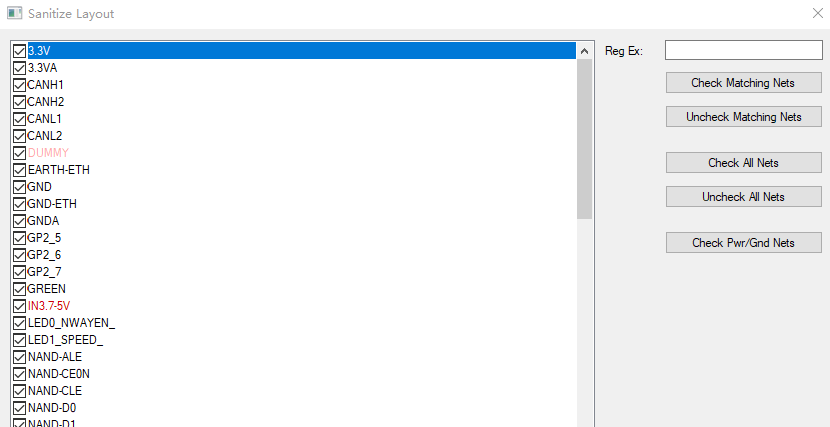 Sanitize Layout
3.3V
3.3VA
CANH1
CANH2
CANL1
CANL2
DUMMY
EARTH-ETH
GND
GND-ETH
GNDA
GP2_5
GP2_6
GP2_7
GREEN
IN3.7-5V
LED0_NWAYEN_
LED1_SPEED_
NAND-ALE
NAND-CE0N
NAND-CLE
NAND-D0
NAND-D1
Reg Ex:
Check Matching Nets
Uncheck Matching Nets
Check All Nets
Uncheck All Nets
Check Pwr/Gnd Nets